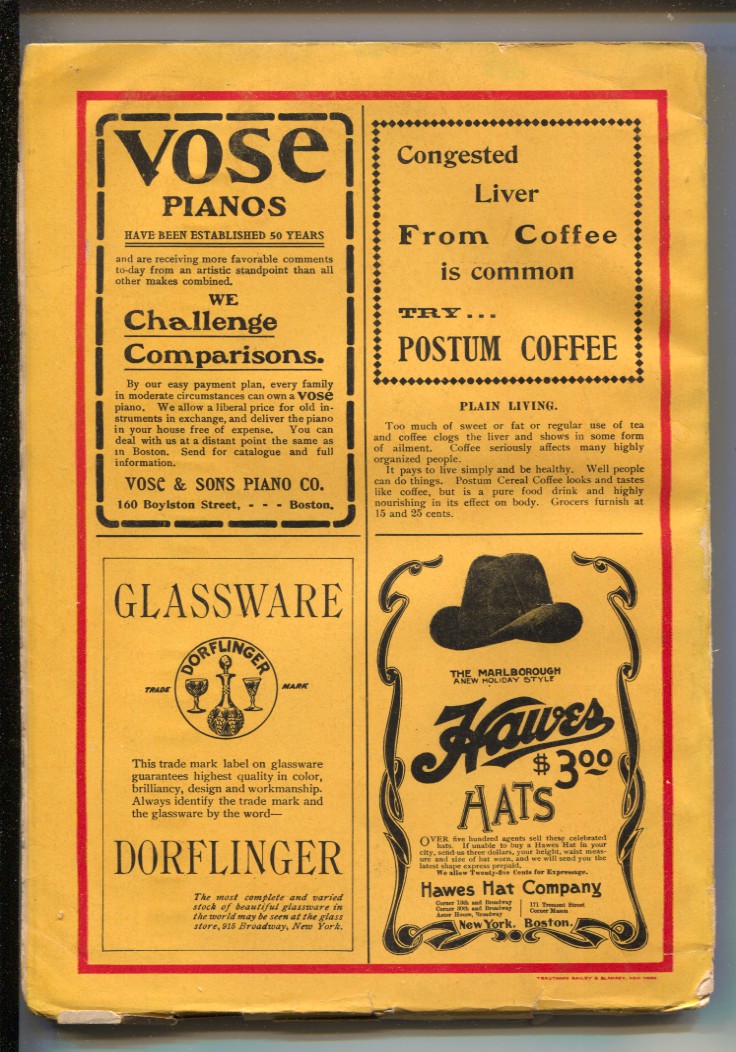 Vose
PIANOS
HAVE BEEN ESTABLISHED 50 YEARS
and are receiving more favorable comments
to-day from an artistic standpoint than all
other makes combined.
WE
Challenge
Comparisons.
By our easy payment plan, every family
in moderate circumstances can own a VOSE
piano. We allow a liberal price for old in-
struments in exchange, and deliver the piano
in your house free of expense. You can
deal with us at a distant point the same as
in Boston. Send for catalogue and full
information.
VOSE & SONS PIANO CO.
160 Boylston Street, - - - Boston.
Congested
Liver
From Coffee
is common
TRY...
POSTUM COFFEE
PLAIN LIVING.
Too much of sweet or fat or regular use of tea
and coffee clogs the liver and shows in some form
of ailment. Coffee seriously affects many highly
organized people.
It pays to live simply and be healthy. Well people
can do things. Postum Cereal Coffee looks and tastes
like coffee, but is a pure food drink and highly
nourishing in its effect on body. Grocers furnish at
15 and 25 cents.
GLASSWARE
DORFLINGER
TRADE MARK
This trade mark label on glassware
guarantees highest quality in color,
brilliancy, design and workmanship.
Always identify the trade mark and
the glassware by the word—
DORFLINGER
The most complete and varied
stock of beautiful glassware in
the world may be seen at the glass
store, 915 Broadway, New York.
THE MARLBOROUGH
A NEW HOLIDAY STYLE
Hawes
$3.00
HATS
OVER five hundred agents sell these celebrated
hats. If unable to buy a Hawes Hat in your
city, send us three dollars, your height, waist meas-
ure and size of hat worn, and we will send you the
latest shape express prepaid.
We allow Twenty-five Cents for Expressage.
Hawes Hat Company
Corner 13th and Broadway
Corner 30th and Broadway
Astor House, Broadway
171 Tremont Street
Corner Mason
New York. Boston.